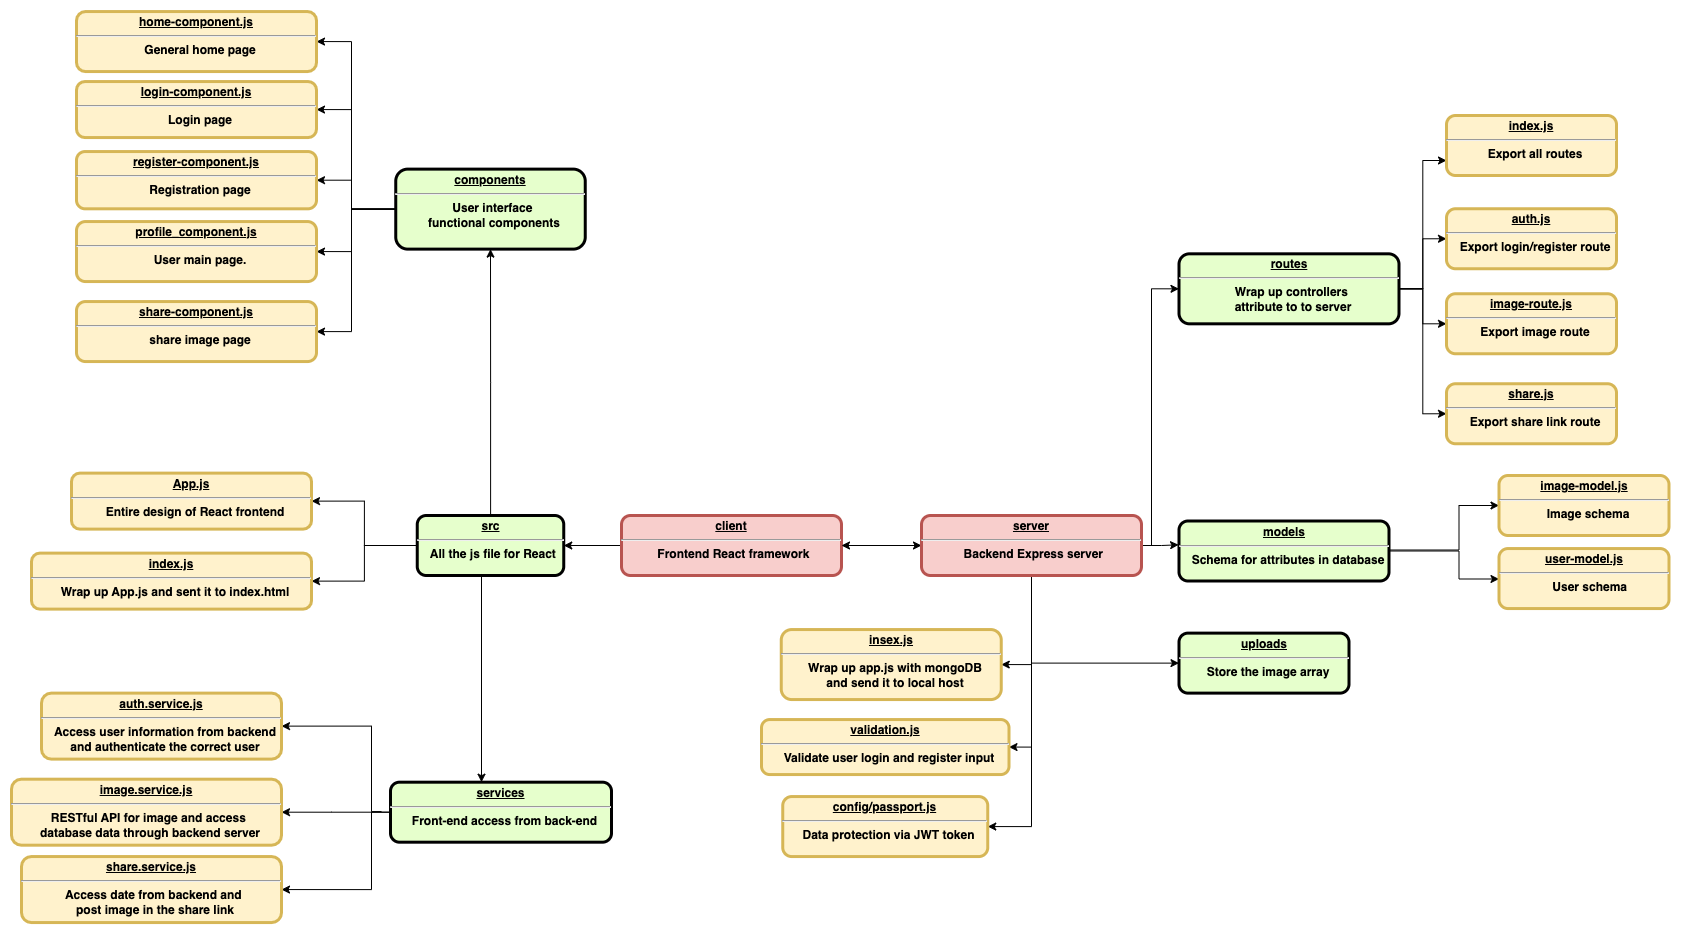 home-component.js
General home page
login-component.js
Login page
register-component.js
Registration page
profile_component.js
User main page.
share-component.js
share image page
components
User interface
functional components
App.js
Entire design of React frontend
index.js
Wrap up App.js and sent it to index.html
src
All the js file for React
auth.service.js
Access user information from backend
and authenticate the correct user
image.service.js
RESTful API for image and access
database data through backend server
share.service.js
Access date from backend and
post image in the share link
services
Front-end access from back-end
client
Frontend React framework
server
Backend Express server
insex.js
Wrap up app.js with mongoDB
and send it to local host
validation.js
Validate user login and register input
config/passport.js
Data protection via JWT token
routes
Wrap up controllers
attribute to to server
index.js
Export all routes
auth.js
Export login/register route
image-route.js
Export image route
share.js
Export share link route
models
Schema for attributes in database
image-model.js
Image schema
user-model.js
User schema
uploads
Store the image array